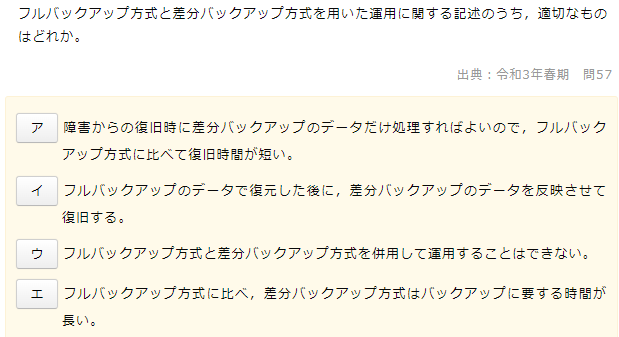 フルバックアップ方式と差分バックアップ方式を用いた運用に関する記述のうち，適切なもの
はどれか。
出典：令和3年春期　問57
ア 障害からの復旧時に差分バックアップのデータだけ処理すればよいので，フルバック
アップ方式に比べて復旧時間が短い。
イ フルバックアップのデータで復元した後に，差分バックアップのデータを反映させて
復旧する。
ウ フルバックアップ方式と差分バックアップ方式を併用して運用することはできない。
エ フルバックアップ方式に比べ，差分バックアップ方式はバックアップに要する時間が
長い。